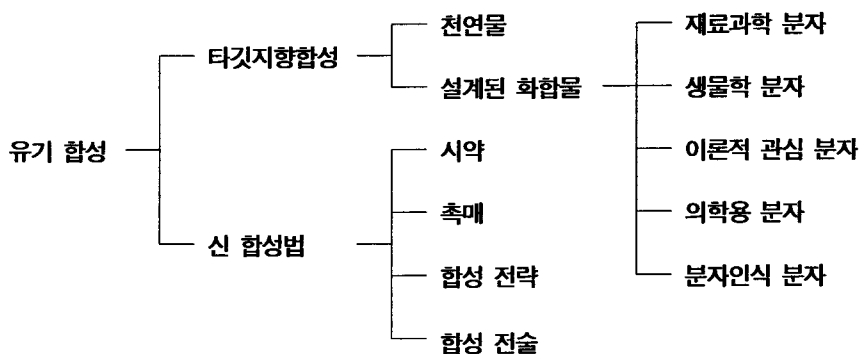 유기 합성
타깃지향합성
천연물
설계된 화합물
재료과학 분자
생물학 분자
이론적 관심 분자
의학용 분자
분자인식 분자
신 합성법
시약
촉매
합성 전략
합성 전술